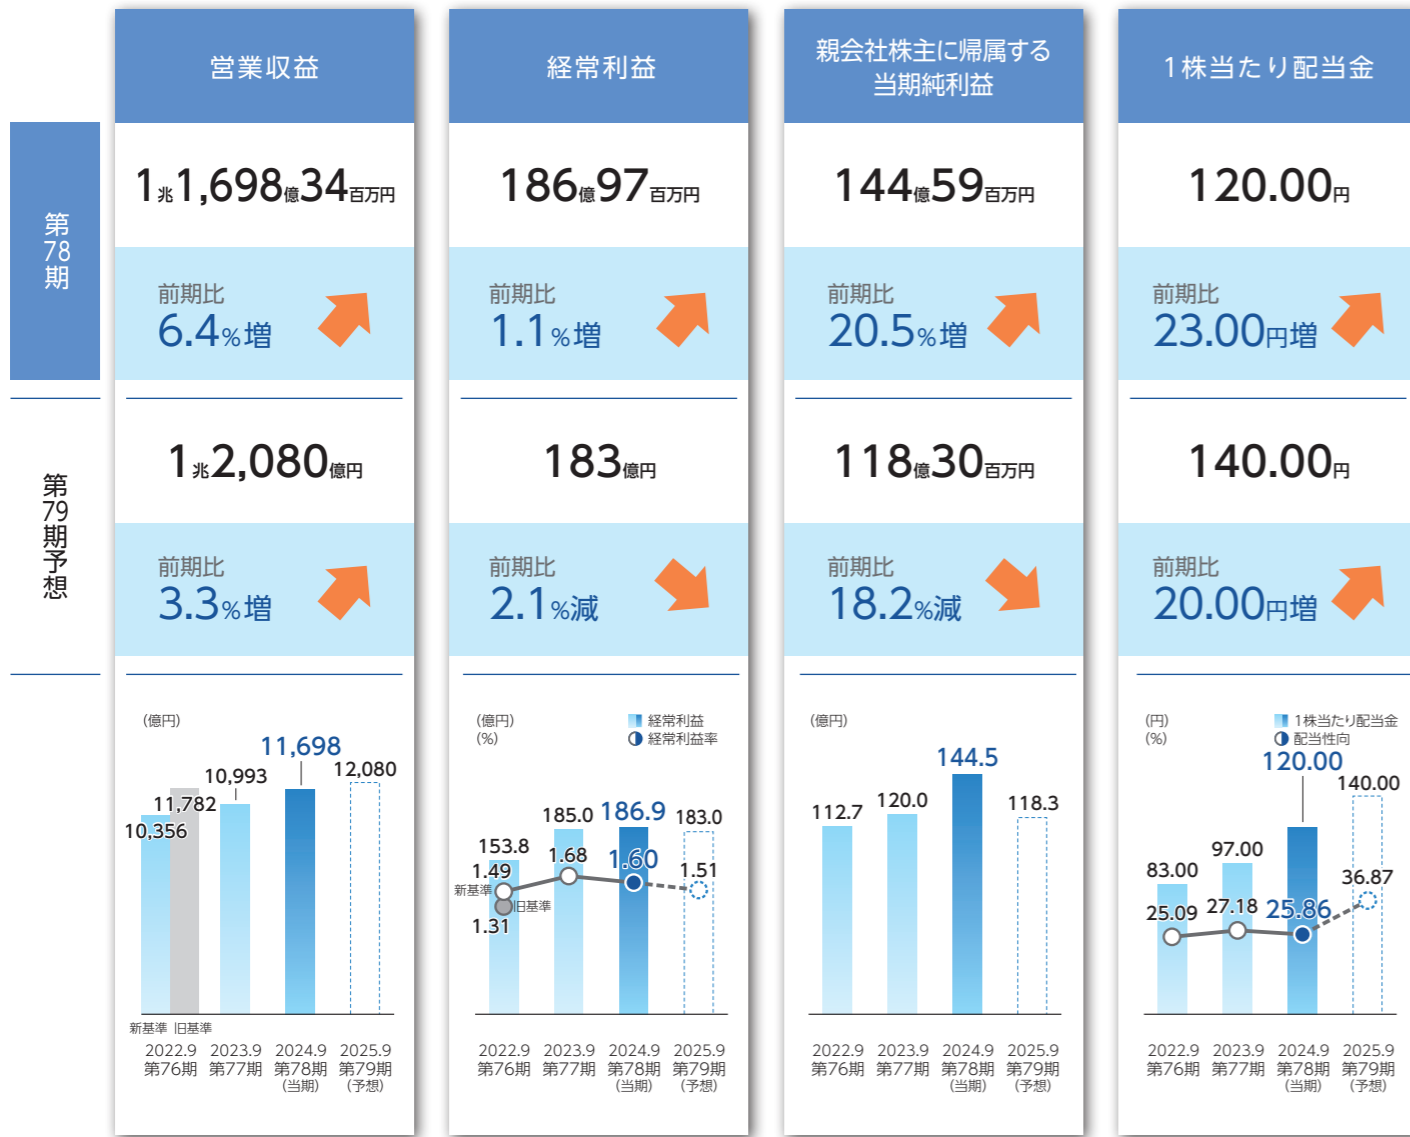 営業収益
経常利益
親会社株主に帰属する
当期純利益
1株当たり配当金
第78期
1兆1,698億34百万円
186億97百万円
144億59百万円
120.00円
前期比
6.4%増
前期比
1.1%増
前期比
20.5%増
前期比
23.00円増
第79期予想
1兆2,080億円
183億円
118億30百万円
140.00円
前期比
3.3%増
前期比
2.1%減
前期比
18.2%減
前期比
20.00円増
(億円)
11,698
12,080
10,993
11,782
10,356
新基準 旧基準
2022.9 2023.9 2024.9 2025.9
第76期 第77期 第78期 第79期
(当期) (予想)
(億円)
(%)
経常利益
経常利益率
185.0 186.9 183.0
153.8
1.49 1.68 1.60 1.51
新基準
旧基準
1.31
2022.9 2023.9 2024.9 2025.9
第76期 第77期 第78期 第79期
(当期) (予想)
(億円)
144.5
112.7 120.0 118.3
2022.9 2023.9 2024.9 2025.9
第76期 第77期 第78期 第79期
(当期) (予想)
(円)
(%)
1株当たり配当金
配当性向
120.00
140.00
83.00 97.00
25.09 27.18 25.86 36.87
2022.9 2023.9 2024.9 2025.9
第76期 第77期 第78期 第79期
(当期) (予想)